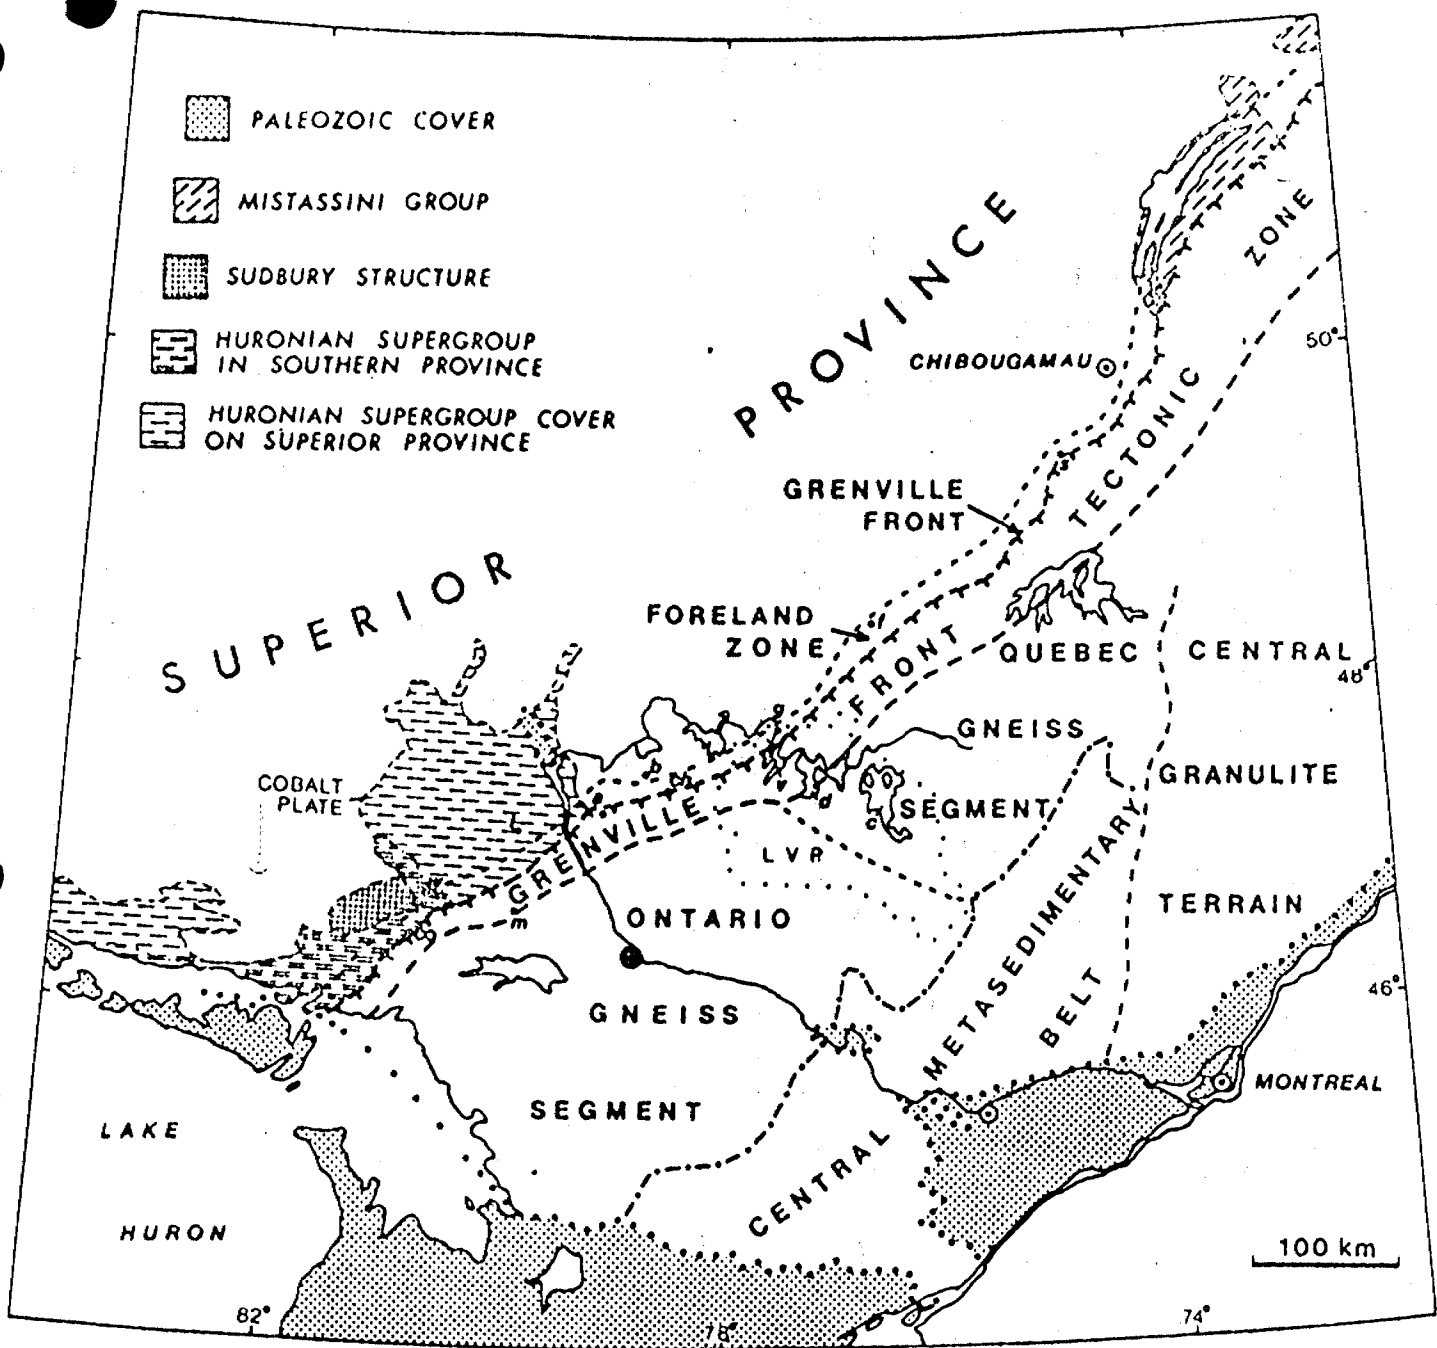 PALEOZOIC COVER
MISTASSINI GROUP
SUDBURY STRUCTURE
HURONIAN SUPERGROUP
IN SOUTHERN PROVINCE
HURONIAN SUPERGROUP COVER
ON SUPERIOR PROVINCE
SUPERIOR PROVINCE
CHIBOUGAMAU
GRENVILLE
FRONT
FORELAND
ZONE
GRENVILLE FRONT TECTONIC ZONE
COBALT
PLATE
QUEBEC
GNEISS
SEGMENT
CENTRAL
GRANULITE
TERRAIN
LVR
ONTARIO
GNEISS
SEGMENT
CENTRAL METASEDIMENTARY
BELT
MONTREAL
LAKE
HURON
100 km
50°
48°
46°
82°
78°
74°
b
g
v
d
c
L
m
s